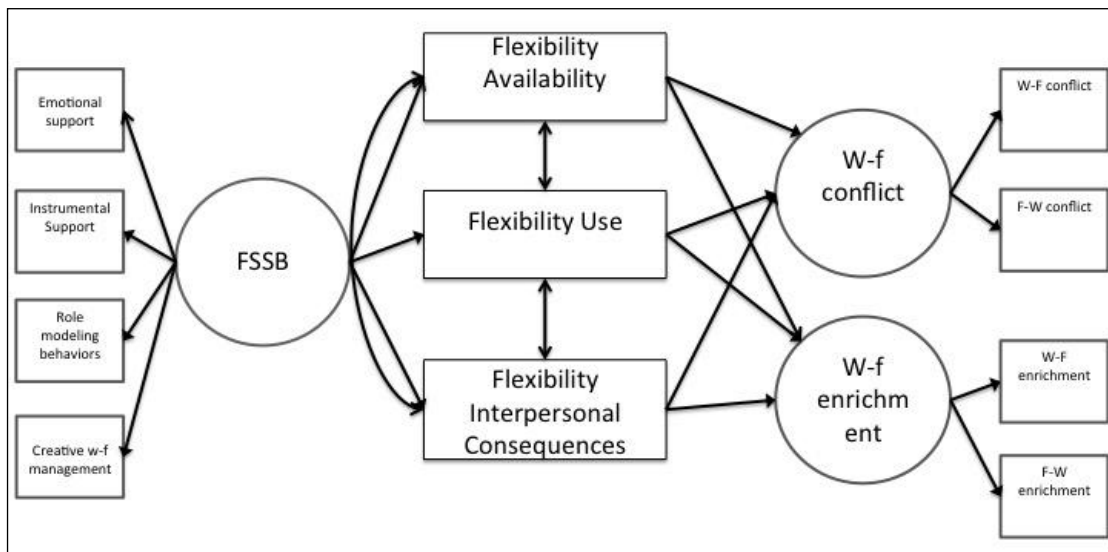 Emotional
support
Instrumental
Support
Role
modeling
behaviors
Creative w-f
management
FSSB
Flexibility
Availability
Flexibility Use
Flexibility
Interpersonal
Consequences
W-f
conflict
W-f
enrichm
ent
W-F conflict
F-W conflict
W-F
enrichment
F-W
enrichment